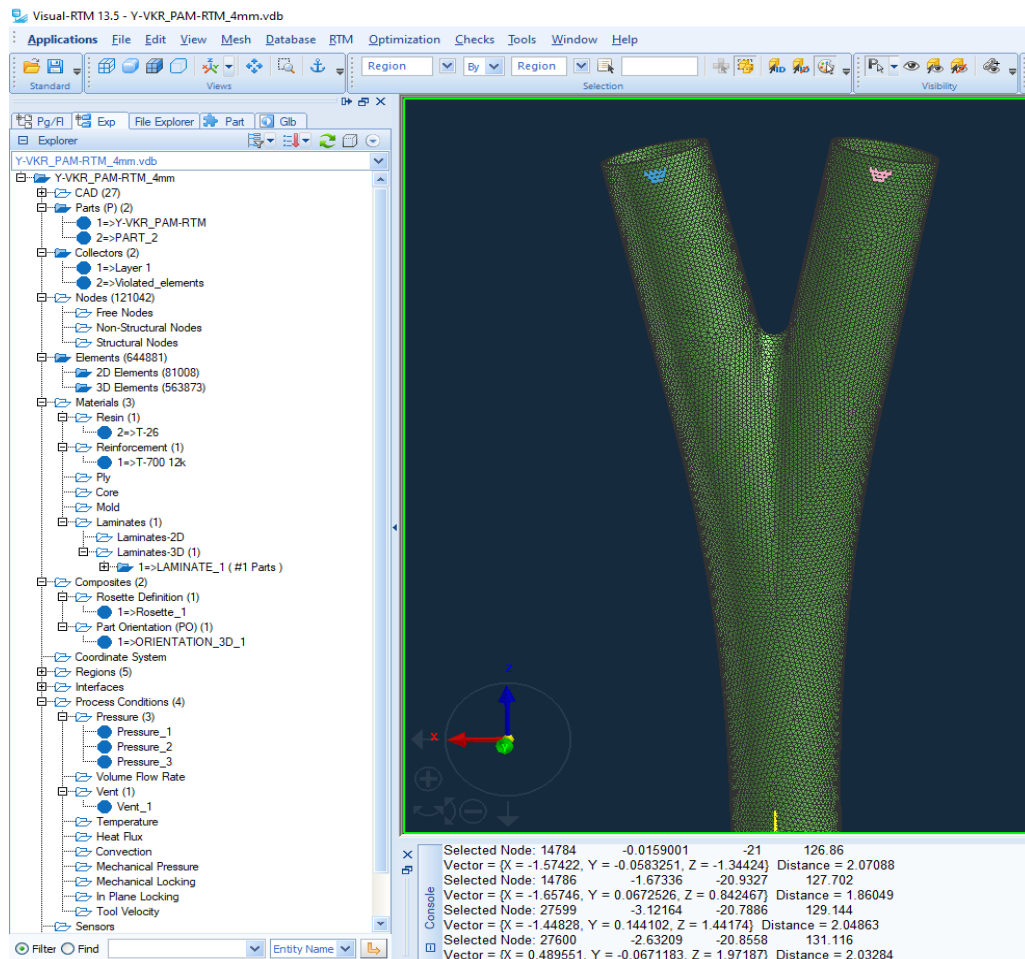 Visual-RTM 13.5 - Y-VKR_PAM-RTM_4mm.vdb
Applications File Edit View Mesh Database RTM Optimization Checks Tools Window Help
Region By Region
Standard Views Selection Visibility
Pg/Fl Exp File Explorer Part Glb
Explorer
Y-VKR_PAM-RTM_4mm.vdb
Y-VKR_PAM-RTM_4mm
CAD (27)
Parts (P) (2)
1=>Y-VKR_PAM-RTM
2=>PART_2
Collectors (2)
1=>Layer 1
2=>Violated_elements
Nodes (121042)
Free Nodes
Non-Structural Nodes
Structural Nodes
Elements (644881)
2D Elements (81008)
3D Elements (563873)
Materials (3)
Resin (1)
2=>T-26
Reinforcement (1)
1=>T-700 12k
Ply
Core
Mold
Laminates (1)
Laminates-2D
Laminates-3D (1)
1=>LAMINATE_1 ( #1 Parts )
Composites (2)
Rosette Definition (1)
1=>Rosette_1
Part Orientation (PO) (1)
1=>ORIENTATION_3D_1
Coordinate System
Regions (5)
Interfaces
Process Conditions (4)
Pressure (3)
Pressure_1
Pressure_2
Pressure_3
Volume Flow Rate
Vent (1)
Vent_1
Temperature
Heat Flux
Convection
Mechanical Pressure
Mechanical Locking
In Plane Locking
Tool Velocity
Sensors
Filter Find Entity Name
Z
X
Y
Console
Selected Node: 14784 -0.0159001 -21 126.86
Vector = {X = -1.57422, Y = -0.0583251, Z = -1.34424} Distance = 2.07088
Selected Node: 14786 -1.67336 -20.9327 127.702
Vector = {X = -1.65746, Y = 0.0672526, Z = 0.842467} Distance = 1.86049
Selected Node: 27599 -3.12164 -20.7886 129.144
Vector = {X = -1.44828, Y = 0.144102, Z = 1.44174} Distance = 2.04863
Selected Node: 27600 -2.63209 -20.8558 131.116
Vector = {X = 0.489551, Y = -0.0671183, Z = 1.97187} Distance = 2.03284